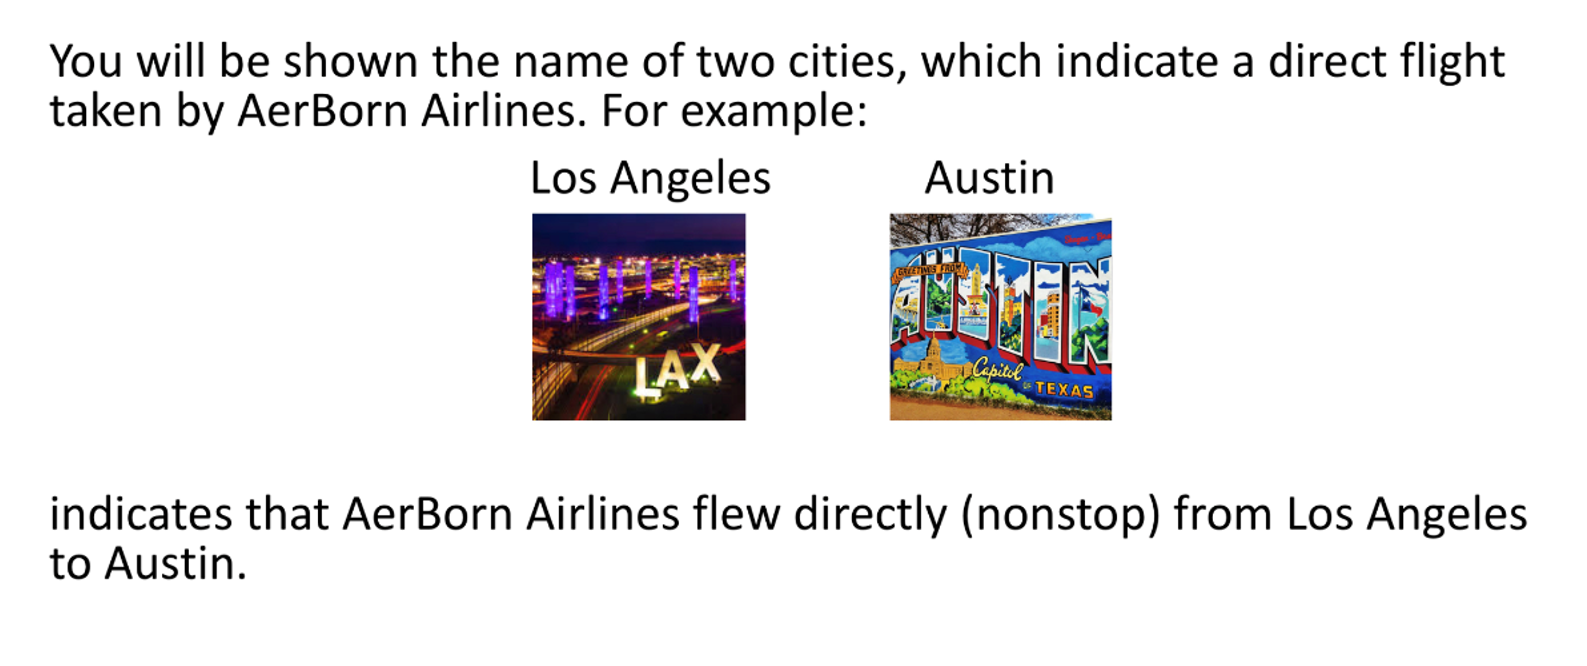 You will be shown the name of two cities, which indicate a direct flight
taken by AerBorn Airlines. For example:
Los Angeles Austin
LAX
GREETINGS FROM
AUSTIN
Capitol
OF TEXAS
indicates that AerBorn Airlines flew directly (nonstop) from Los Angeles
to Austin.